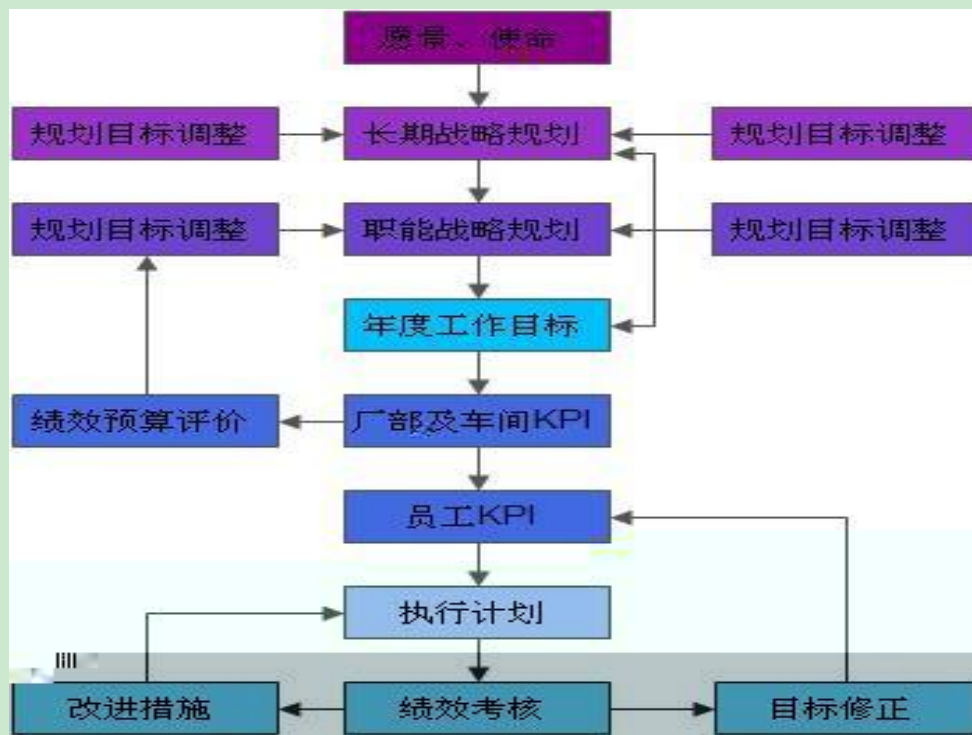 愿景、使命
规划目标调整
长期战略规划
规划目标调整
规划目标调整
职能战略规划
规划目标调整
年度工作目标
绩效预算评价
厂部及车间KPI
员工KPI
执行计划
lill
改进措施
绩效考核
目标修正